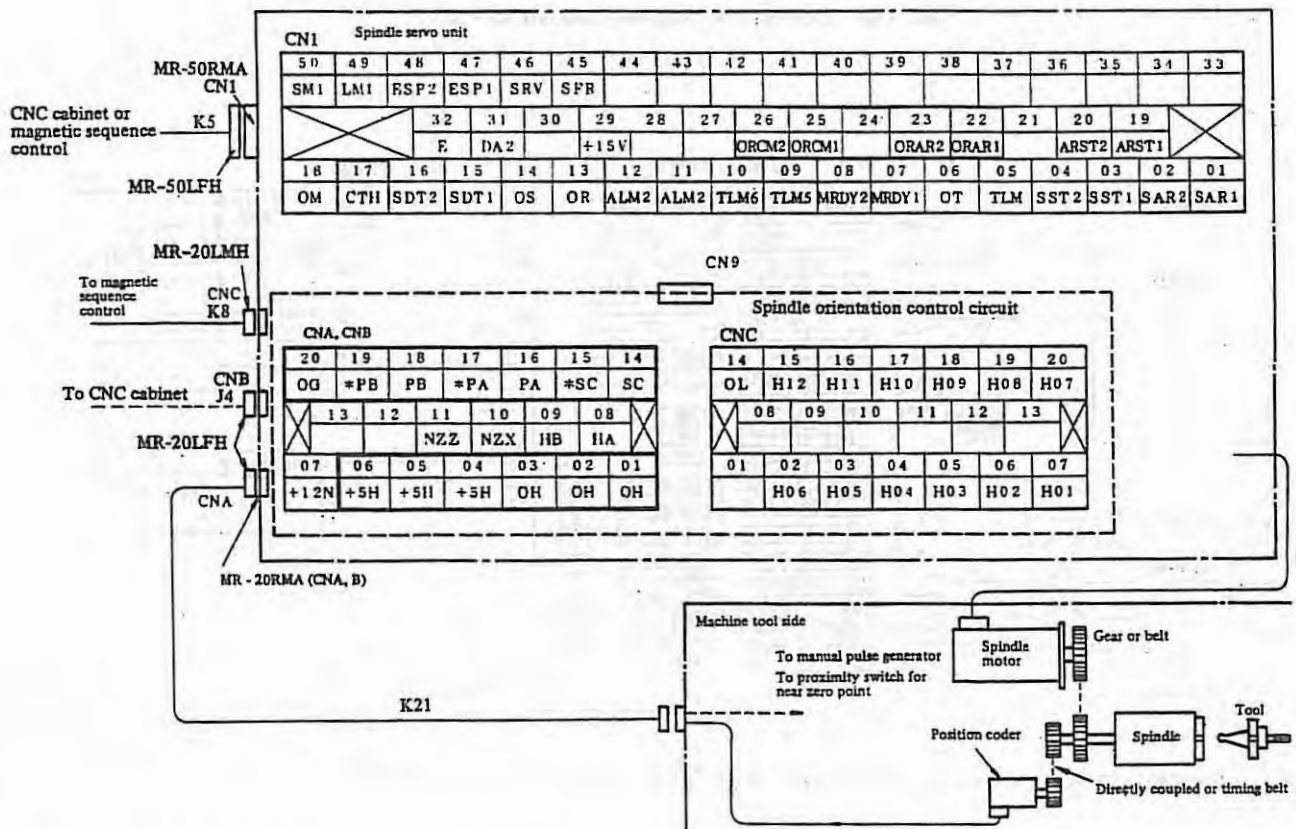 Spindle servo unit
CN1
50 49 48 47 46 45 44 43 42 41 40 39 38 37 36 35 34 33
SM1 LM1 ESP2 ESP1 SRV SFR
32 31 30 29 28 27 26 25 24 23 22 21 20 19
E DA2 +15V ORCM2 ORCM1 ORAR2 ORAR1 ARST2 ARST1
18 17 16 15 14 13 12 11 10 09 08 07 06 05 04 03 02 01
OM CTH SDT2 SDT1 OS OR ALM2 ALM2 TLM6 TLM5 MRDY2 MRDY1 OT TLM SST2 SST1 SAR2 SAR1
MR-50RMA
CN1
CNC cabinet or
magnetic sequence
control
K5
MR-50LFH
MR-20LMH
To magnetic
sequence
control
CNC
K8
CN9
Spindle orientation control circuit
CNA, CNB
20 19 18 17 16 15 14
OG *PB PB *PA PA *SC SC
13 12 11 10 09 08
NZZ NZX HB HA
07 06 05 04 03 02 01
+12N +5H +5H +5H OH OH OH
CNC
14 15 16 17 18 19 20
OL H12 H11 H10 H09 H08 H07
08 09 10 11 12 13
01 02 03 04 05 06 07
H06 H05 H04 H03 H02 H01
CNB
To CNC cabinet
J4
MR-20LFH
CNA
MR - 20RMA (CNA, B)
K21
Machine tool side
To manual pulse generator
To proximity switch for
near zero point
Spindle
motor
Gear or belt
Position coder
Spindle
Tool
Directly coupled or timing belt